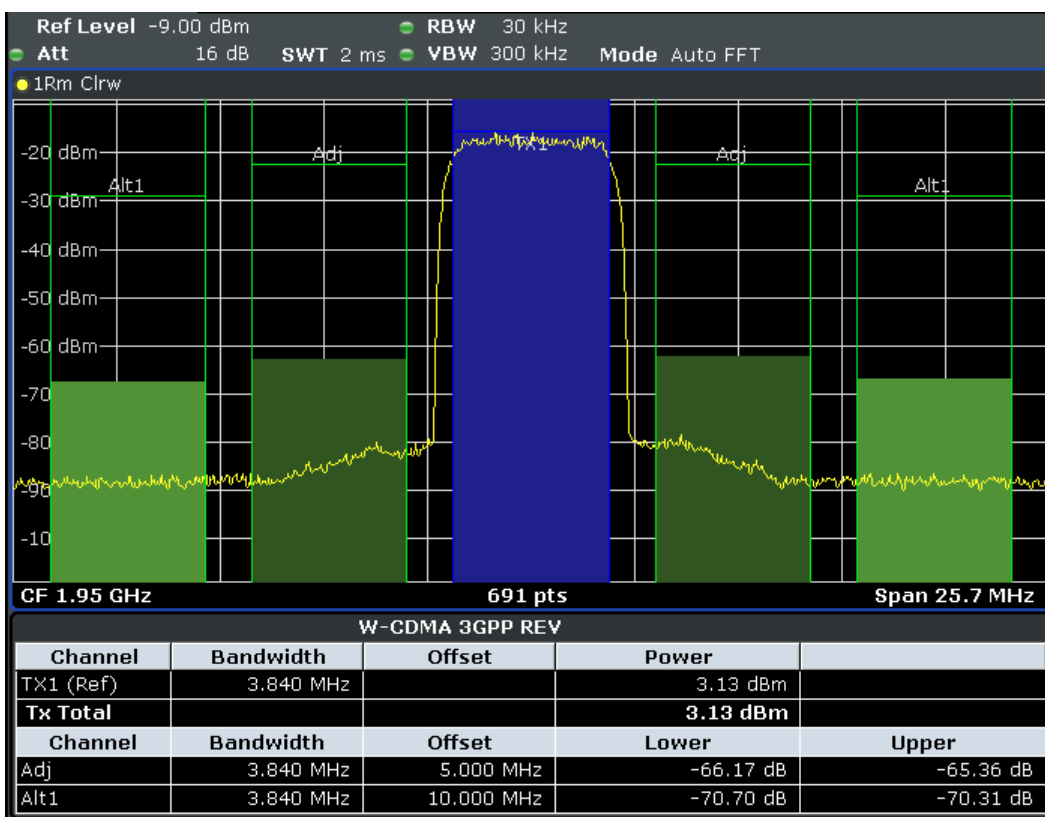 Ref Level -9.00 dBm RBW 30 kHz
Att 16 dB SWT 2 ms VBW 300 kHz Mode Auto FFT
1Rm Clrw
TX1
-20 dBm Adj Adj
Alt1 Alt1
-30 dBm
-40 dBm
-50 dBm
-60 dBm
-70
-80
-90
-10
CF 1.95 GHz 691 pts Span 25.7 MHz
W-CDMA 3GPP REV
Channel Bandwidth Offset Power
TX1 (Ref) 3.840 MHz 3.13 dBm
Tx Total 3.13 dBm
Channel Bandwidth Offset Lower Upper
Adj 3.840 MHz 5.000 MHz -66.17 dB -65.36 dB
Alt1 3.840 MHz 10.000 MHz -70.70 dB -70.31 dB